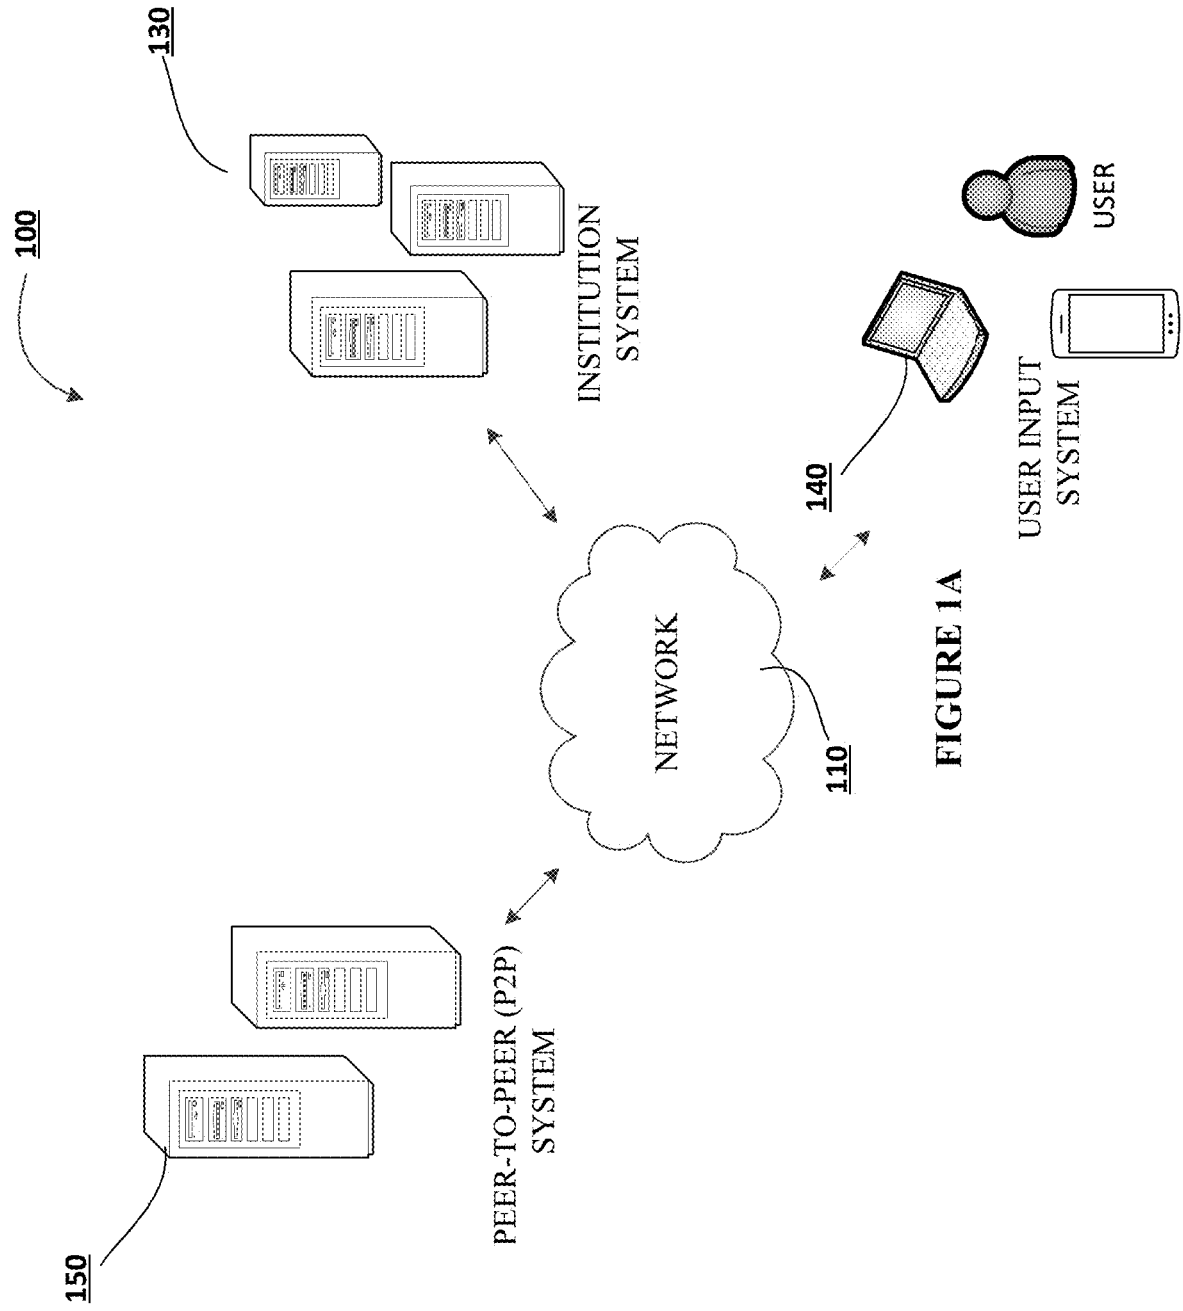 100
150
130
PEER-TO-PEER (P2P)
SYSTEM
INSTITUTION
SYSTEM
NETWORK
110
140
USER INPUT
SYSTEM
USER
FIGURE 1A